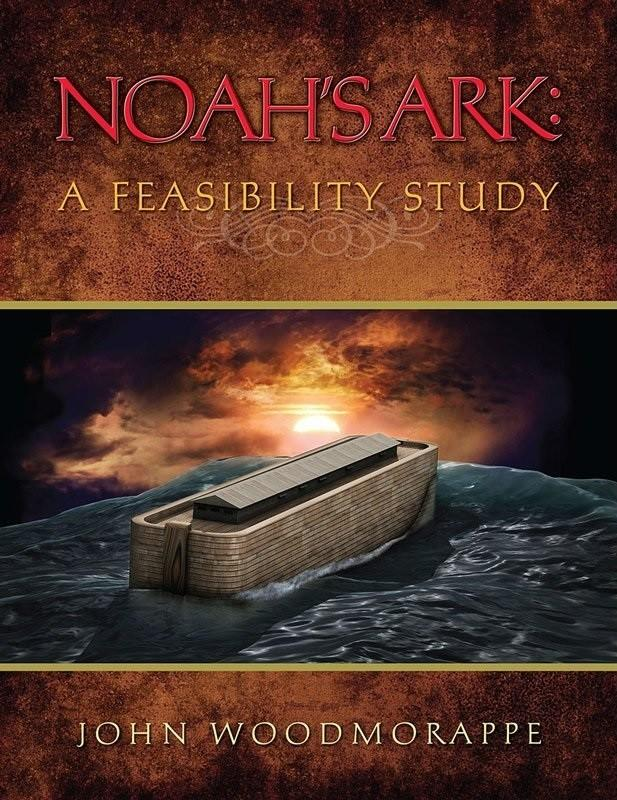 NOAH'S ARK:
A FEASIBILITY STUDY
JOHN WOODMORAPPE